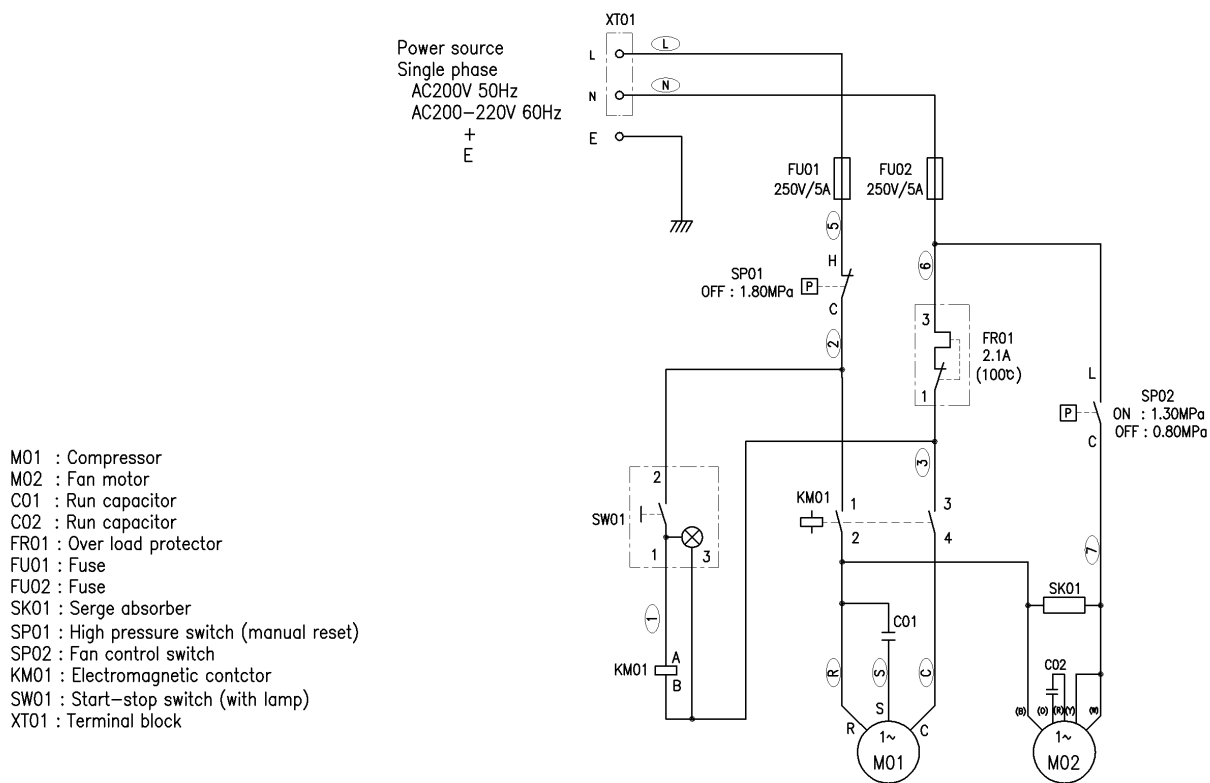 XT01
Power source
Single phase
AC200V 50Hz
AC200-220V 60Hz
+
E
L
L
N
N
E
FU01
250V/5A
FU02
250V/5A
5
6
H
SP01
OFF : 1.80MPa
P
C
2
3
FR01
2.1A
(100℃)
1
L
P
SP02
ON : 1.30MPa
OFF : 0.80MPa
C
3
M01 : Compressor
M02 : Fan motor
C01 : Run capacitor
C02 : Run capacitor
FR01 : Over load protector
FU01 : Fuse
FU02 : Fuse
SK01 : Serge absorber
SP01 : High pressure switch (manual reset)
SP02 : Fan control switch
KM01 : Electromagnetic contctor
SW01 : Start-stop switch (with lamp)
XT01 : Terminal block
2
SW01
1
3
KM01
1
3
2
4
7
SK01
1
C01
KM01
A
B
R
S
C
C02
(B)
(O)
(R)
(Y)
(W)
R
S
C
1~
M01
1~
M02